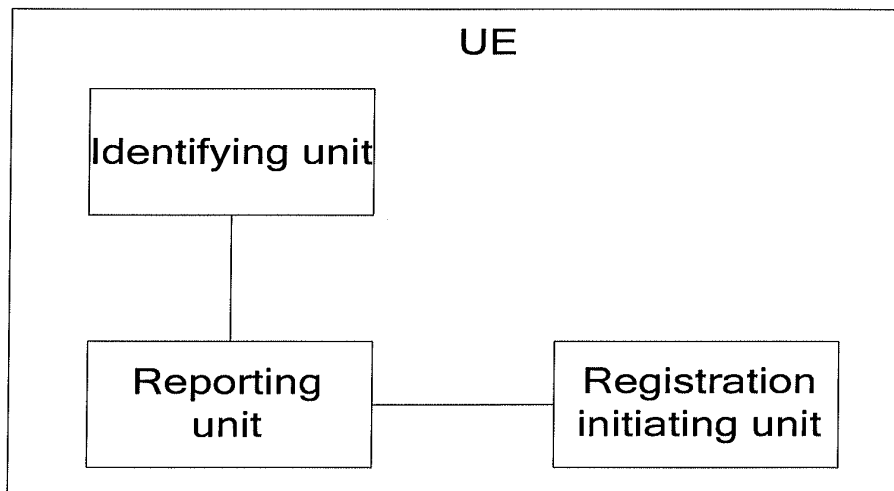 UE
Identifying unit
Reporting
unit
Registration
initiating unit